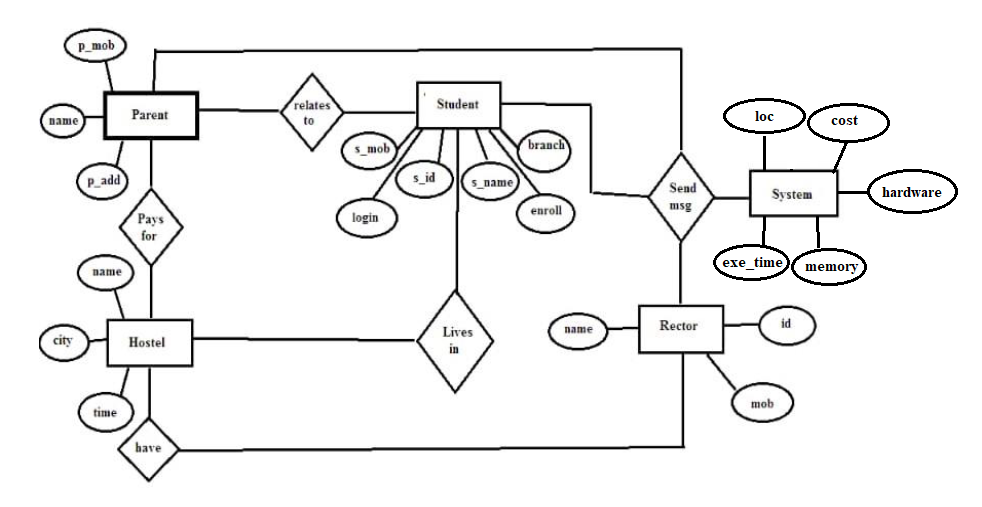 p_mob
name
Parent
p_add
relates
to
Student
s_mob
s_id
s_name
branch
login
enroll
loc
cost
Send
msg
System
hardware
exe_time
memory
Pays
for
name
city
Hostel
time
Lives
in
name
Rector
id
mob
have